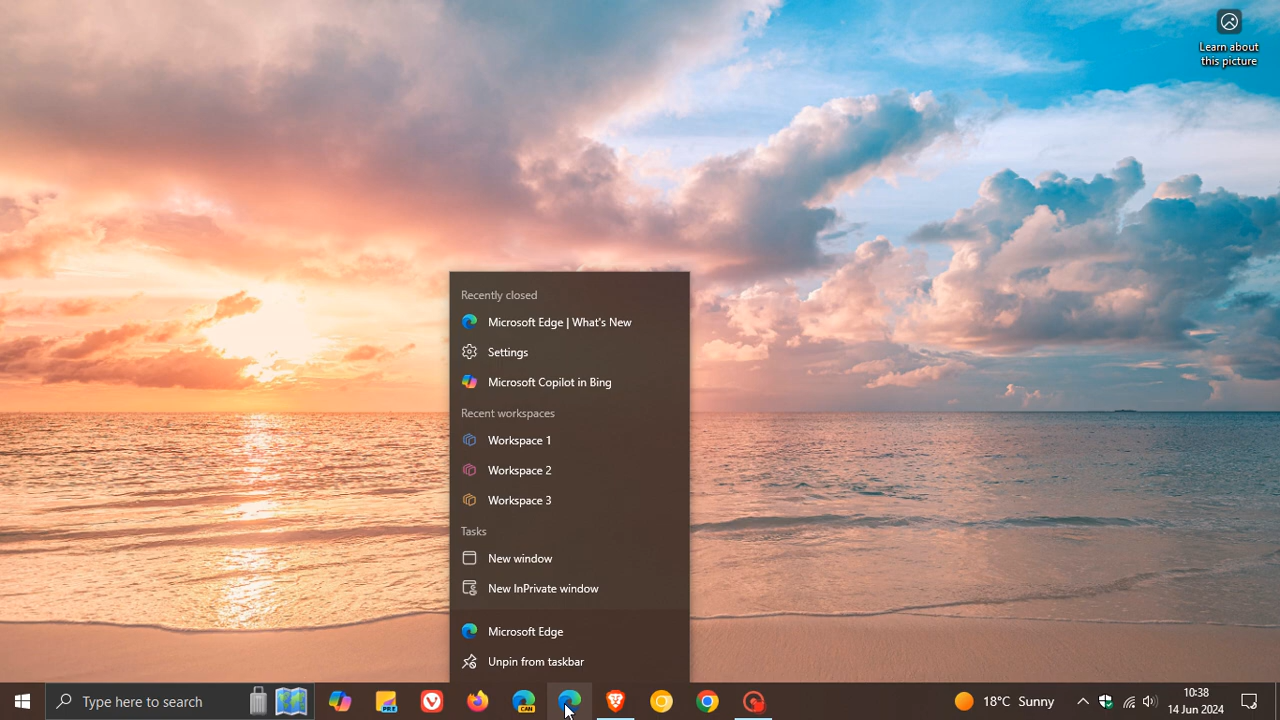 Learn about
this picture
Recently closed
Microsoft Edge | What's New
Settings
Microsoft Copilot in Bing
Recent workspaces
Workspace 1
Workspace 2
Workspace 3
Tasks
New window
New InPrivate window
Microsoft Edge
Unpin from taskbar
Type here to search
PRE
CAN
18°C Sunny
10:38
14 Jun 2024